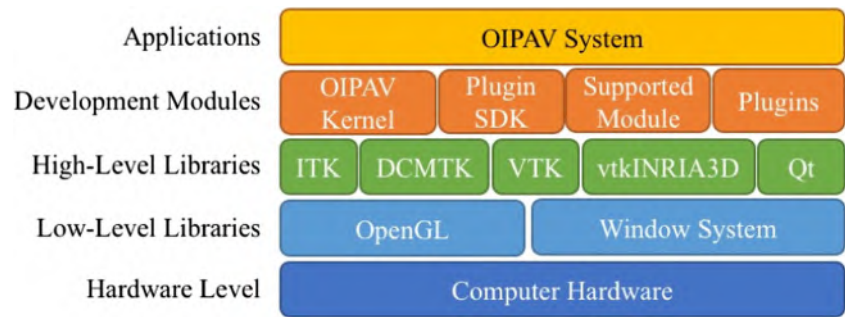 Applications
OIPAV System
Development Modules
OIPAV
Kernel
Plugin
SDK
Supported
Module
Plugins
High-Level Libraries
ITK
DCMTK
VTK
vtkINRIA3D
Qt
Low-Level Libraries
OpenGL
Window System
Hardware Level
Computer Hardware